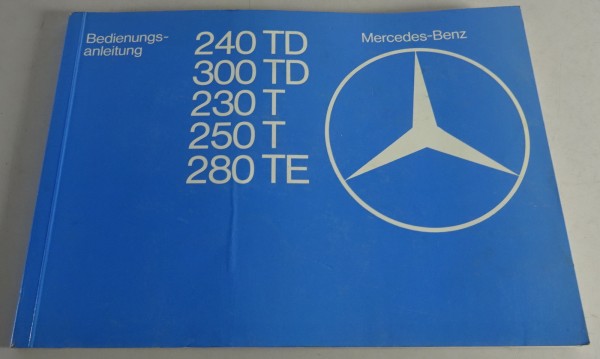 Bedienungs-
anleitung
240 TD
300 TD
230 T
250 T
280 TE
Mercedes-Benz